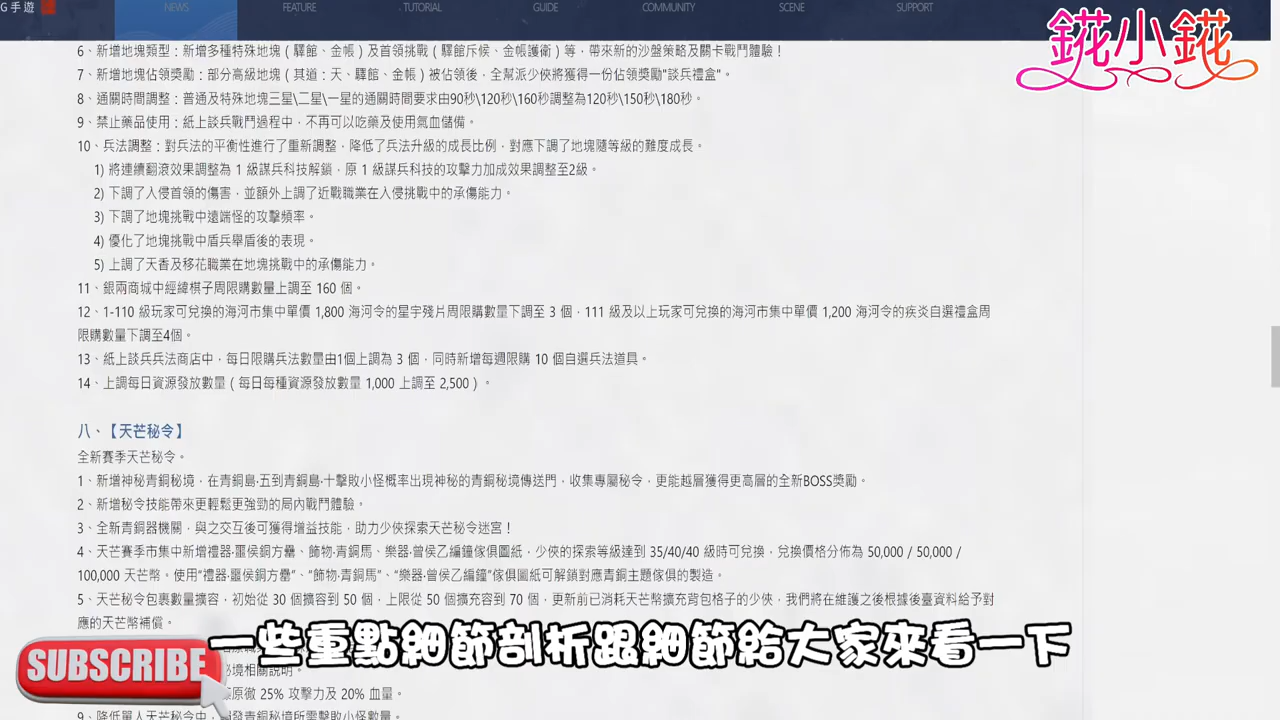 G手遊
NEWS FEATURE TUTORIAL GUIDE COMMUNITY SCENE SUPPORT
錵小錵
6、新增地塊類型：新增多種特殊地塊（驛館、金帳）及首領挑戰（驛館斥候、金帳護衛）等，帶來新的沙盤策略及關卡戰鬥體驗！
7、新增地塊佔領獎勵：部分高級地塊（其道：天、驛館、金帳）被佔領後，全幫派少俠將獲得一份佔領獎勵"談兵禮盒"。
8、通關時間調整：普通及特殊地塊三星\二星\一星的通關時間要求由90秒\120秒\160秒調整為120秒\150秒\180秒。
9、禁止藥品使用：紙上談兵戰鬥過程中，不再可以吃藥及使用氣血儲備。
10、兵法調整：對兵法的平衡性進行了重新調整，降低了兵法升級的成長比例，對應下調了地塊隨等級的難度成長。
1) 將連續翻滾效果調整為 1 級謀兵科技解鎖，原 1 級謀兵科技的攻擊力加成效果調整至2級。
2) 下調了入侵首領的傷害，並額外上調了近戰職業在入侵挑戰中的承傷能力。
3) 下調了地塊挑戰中遠端怪的攻擊頻率。
4) 優化了地塊挑戰中盾兵舉盾後的表現。
5) 上調了天香及移花職業在地塊挑戰中的承傷能力。
11、銀兩商城中經緯棋子周限購數量上調至 160 個。
12、1-110 級玩家可兌換的海河市集中單價 1,800 海河令的星宇殘片周限購數量下調至 3 個，111 級及以上玩家可兌換的海河市集中單價 1,200 海河令的疾炎自選禮盒周
限購數量下調至4個。
13、紙上談兵兵法商店中，每日限購兵法數量由1個上調為 3 個，同時新增每週限購 10 個自選兵法道具。
14、上調每日資源發放數量（每日每種資源發放數量 1,000 上調至 2,500）。
八、【天芒秘令】
全新賽季天芒秘令。
1、新增神秘青銅秘境，在青銅島·五到青銅島·十擊敗小怪概率出現神秘的青銅秘境傳送門，收集專屬秘令，更能越層獲得更高層的全新BOSS獎勵。
2、新增秘令技能帶來更輕鬆更強勁的局內戰鬥體驗。
3、全新青銅器機關，與之交互後可獲得增益技能，助力少俠探索天芒秘令迷宮！
4、天芒賽季市集中新增禮器·噩侯銅方罍、飾物·青銅馬、樂器·曾侯乙編鐘傢俱圖紙，少俠的探索等級達到 35/40/40 級時可兌換，兌換價格分佈為 50,000 / 50,000 /
100,000 天芒幣。使用"禮器·噩侯銅方罍"、"飾物·青銅馬"、"樂器·曾侯乙編鐘"傢俱圖紙可解鎖對應青銅主題傢俱的製造。
5、天芒秘令包裹數量擴容，初始從 30 個擴容到 50 個，上限從 50 個擴充容到 70 個，更新前已消耗天芒幣擴充背包格子的少俠，我們將在維護之後根據後臺資料給予對
應的天芒幣補償。
一些重點細節剖析跟細節給大家來看一下
SUBSCRIBE
秘境相關說明。
原徹 25% 攻擊力及 20% 血量。
9、降低單人天芒秘令中，觸發青銅秘境所需擊敗小怪數量。